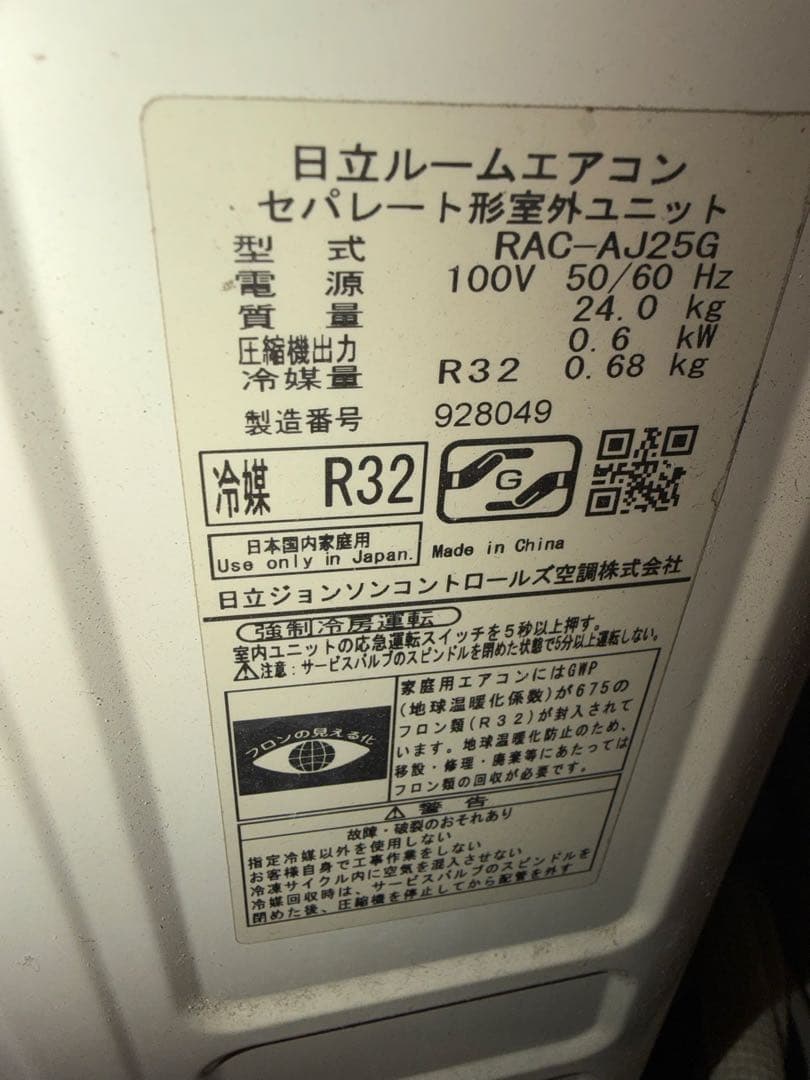 日立ルームエアコン
セパレート形室外ユニット
型 式 RAC-AJ25G
電 源 100V 50/60 Hz
質 量 24.0 kg
圧縮機出力 0.6 kW
冷媒量 R32 0.68 kg
製造番号 928049
冷媒 R32
G
日本国内家庭用
Use only in Japan.
Made in China
日立ジョンソンコントロールズ空調株式会社
強制冷房運転
室内ユニットの応急運転スイッチを5秒以上押す。
⚠注意:サービスバルブのスピンドルを閉めた状態で5分以上運転しない。
フロンの見える化
家庭用エアコンにはGWP
(地球温暖化係数)が675の
フロン類(R32)が封入されて
います。地球温暖化防止のため、
移設・修理・廃棄等にあたっては
フロン類の回収が必要です。
⚠警 告
故障・破裂のおそれあり
指定冷媒以外を使用しない
お客様自身で工事作業をしない
冷凍サイクル内に空気を混入させない
冷媒回収時は、サービスバルブのスピンドルを
閉めた後、圧縮機を停止してから配管を外す